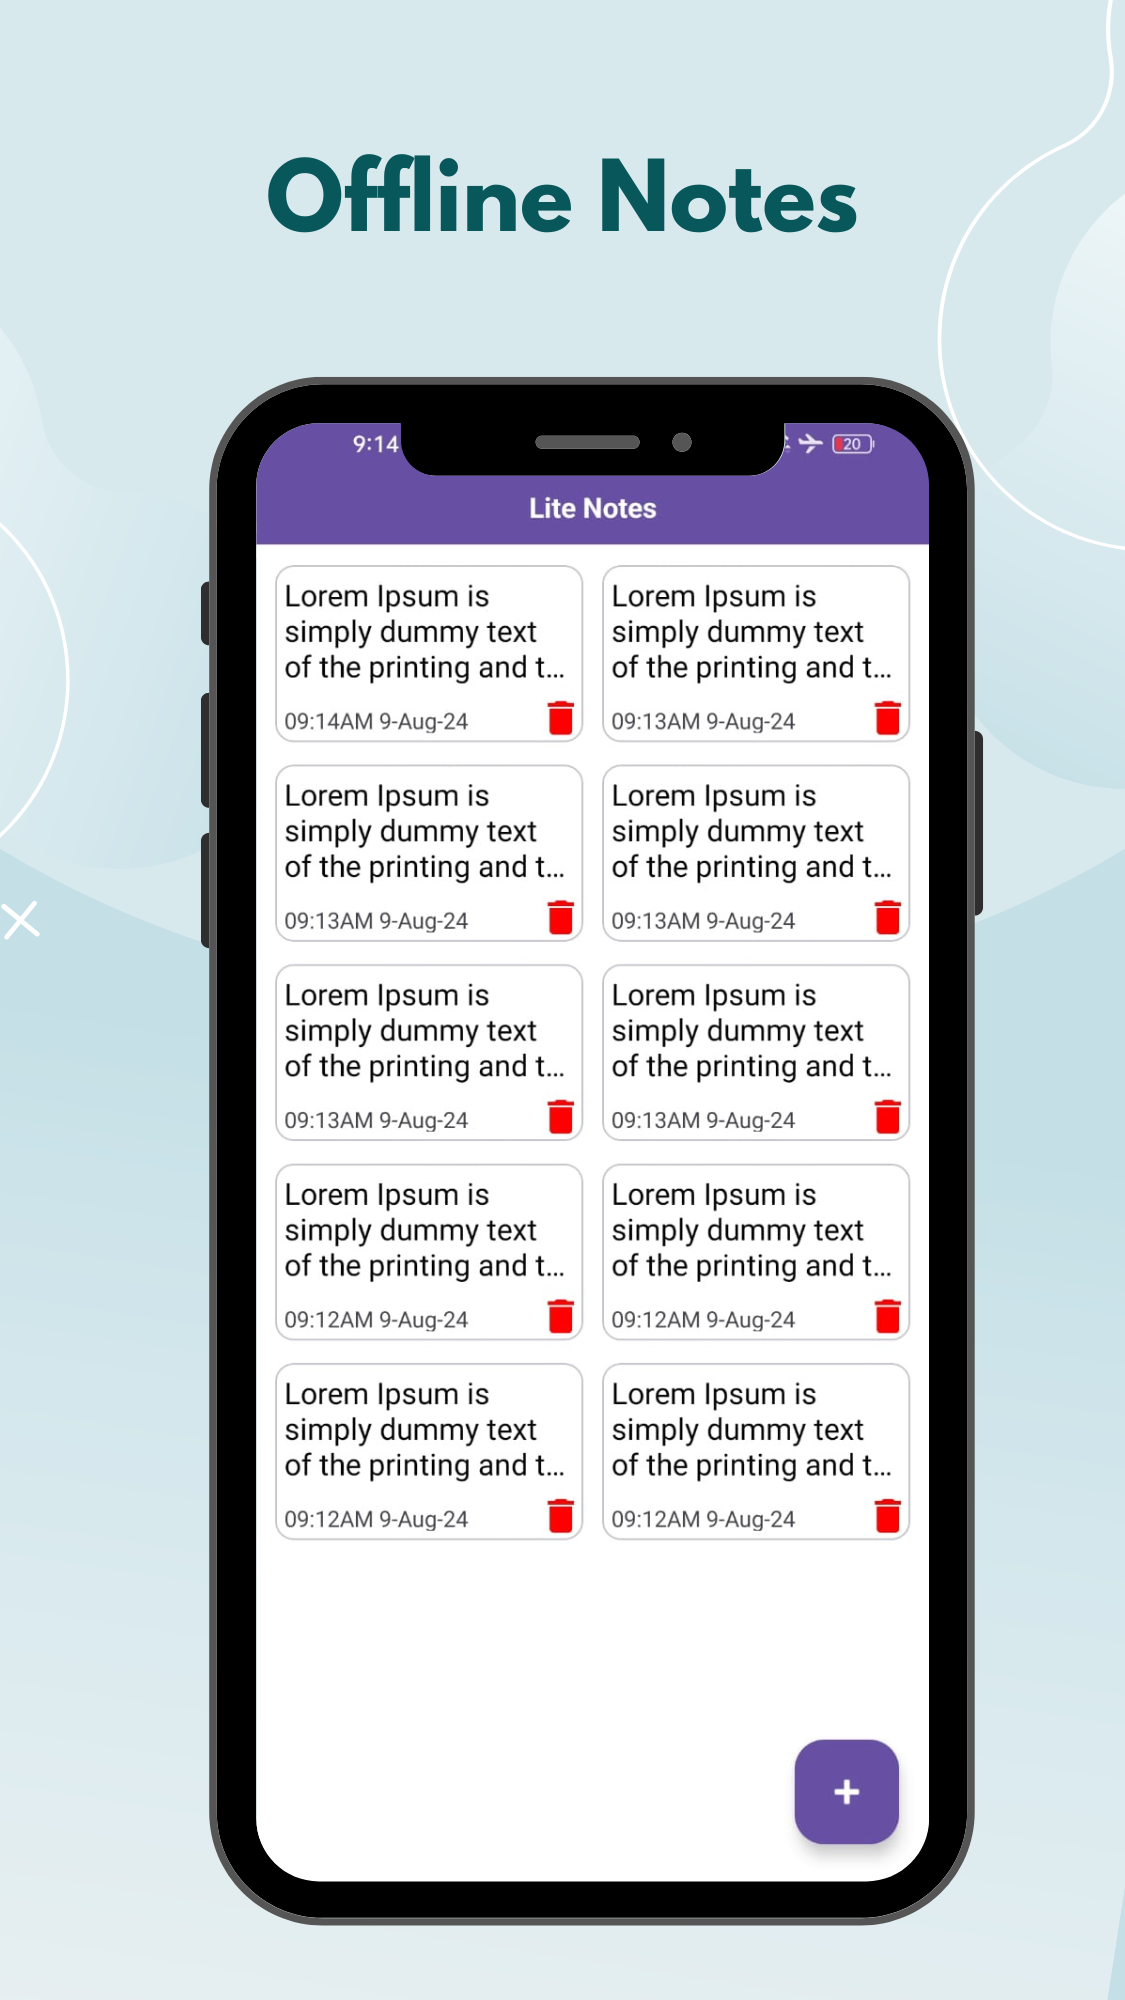 Offline Notes
9:14
20
Lite Notes
Lorem Ipsum is
simply dummy text
of the printing and t...
09:14AM 9-Aug-24
Lorem Ipsum is
simply dummy text
of the printing and t...
09:13AM 9-Aug-24
Lorem Ipsum is
simply dummy text
of the printing and t...
09:13AM 9-Aug-24
Lorem Ipsum is
simply dummy text
of the printing and t...
09:13AM 9-Aug-24
Lorem Ipsum is
simply dummy text
of the printing and t...
09:13AM 9-Aug-24
Lorem Ipsum is
simply dummy text
of the printing and t...
09:13AM 9-Aug-24
Lorem Ipsum is
simply dummy text
of the printing and t...
09:12AM 9-Aug-24
Lorem Ipsum is
simply dummy text
of the printing and t...
09:12AM 9-Aug-24
Lorem Ipsum is
simply dummy text
of the printing and t...
09:12AM 9-Aug-24
Lorem Ipsum is
simply dummy text
of the printing and t...
09:12AM 9-Aug-24